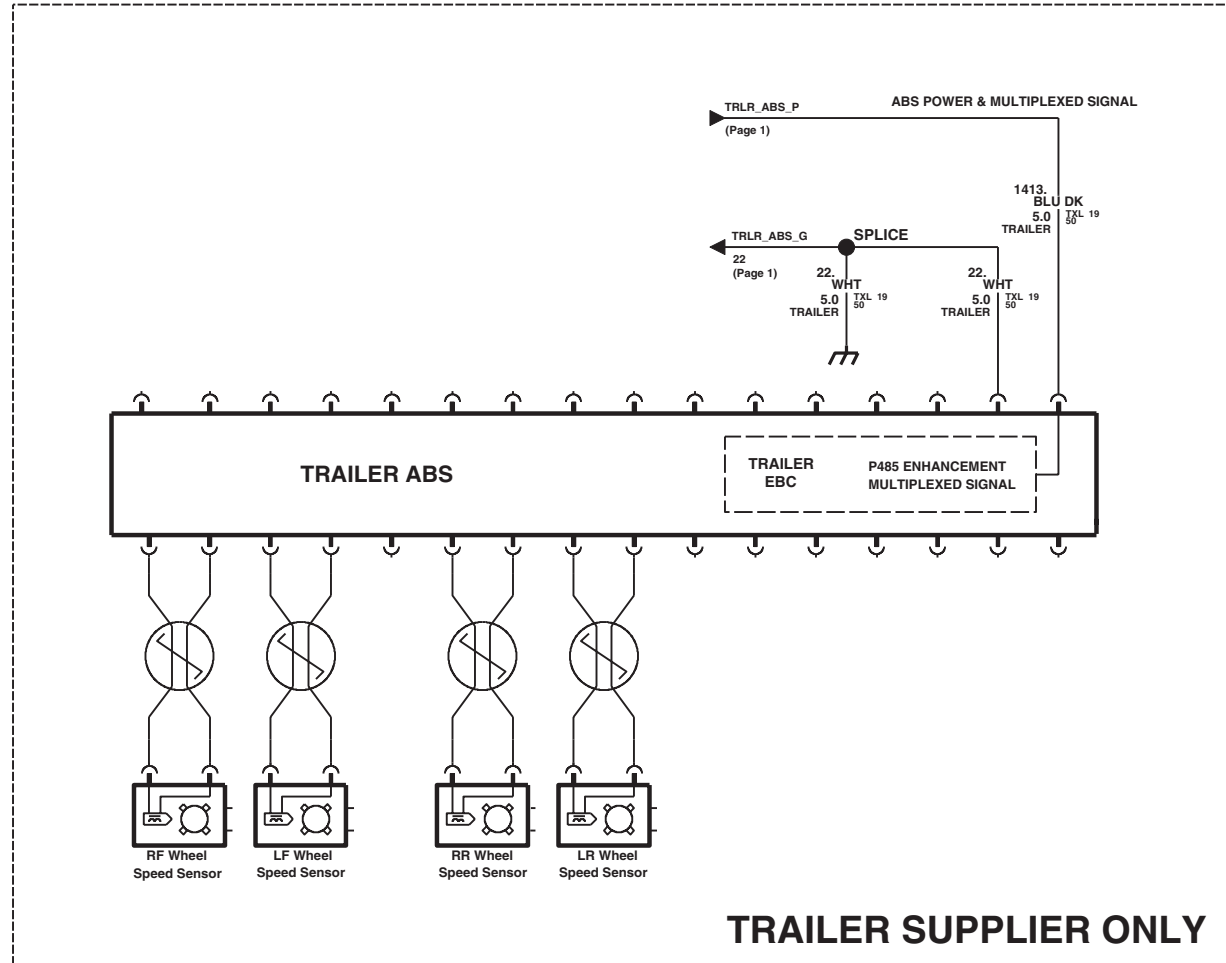 TRLR_ABS_P
ABS POWER & MULTIPLEXED SIGNAL
(Page 1)
1413.
BLU DK
5.0
TXL 19
50
TRAILER
TRLR_ABS_G
SPLICE
22
(Page 1)
22.
WHT
5.0
TXL 19
50
TRAILER
22.
WHT
5.0
TXL 19
50
TRAILER
TRAILER ABS
TRAILER
EBC
P485 ENHANCEMENT
MULTIPLEXED SIGNAL
RF Wheel
Speed Sensor
LF Wheel
Speed Sensor
RR Wheel
Speed Sensor
LR Wheel
Speed Sensor
TRAILER SUPPLIER ONLY